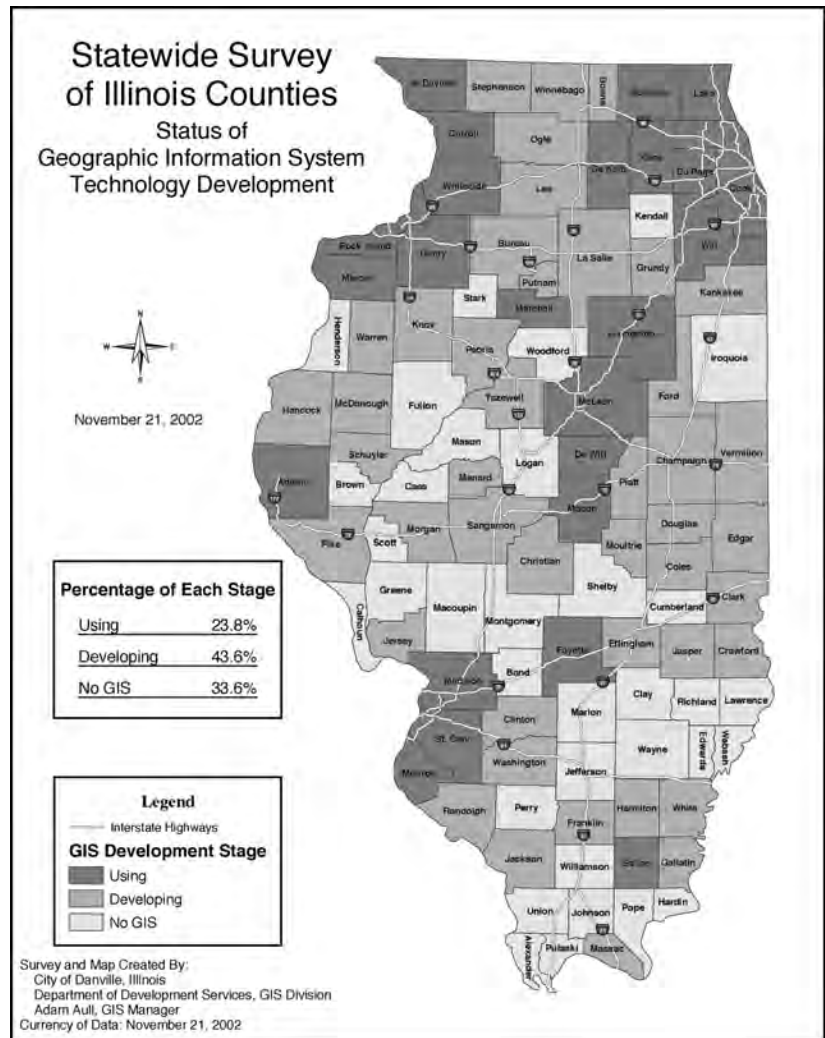 Statewide Survey
of Illinois Counties
Status of
Geographic Information System
Technology Development
Stephenson
Winnebago
Boone
Lake
Carroll
Ogle
De Kalb
Kane
Du Page
Cook
Whiteside
Lee
Kendall
Rock Island
Henry
Bureau
La Salle
Will
Grundy
Mercer
Putnam
Kankakee
Stark
Marshall
Henderson
Warren
Knox
Peoria
Woodford
Iroquois
N
W
E
S
Tazewell
McLean
Ford
Hancock
McDonough
Fulton
November 21, 2002
Mason
Schuyler
Logan
De Witt
Champaign
Vermilion
Adams
Brown
Cass
Menard
Piatt
Macon
Pike
Scott
Morgan
Sangamon
Douglas
Edgar
Christian
Moultrie
Coles
Greene
Macoupin
Shelby
Calhoun
Montgomery
Cumberland
Clark
Jersey
Fayette
Effingham
Jasper
Crawford
Madison
Bond
Clay
Richland
Lawrence
Marion
Clinton
St. Clair
Washington
Wayne
Edwards
Wabash
Monroe
Jefferson
Randolph
Perry
Franklin
Hamilton
White
Jackson
Williamson
Saline
Gallatin
Union
Johnson
Pope
Hardin
Alexander
Pulaski
Massac
Percentage of Each Stage
Using 23.8%
Developing 43.6%
No GIS 33.6%
Legend
Interstate Highways
GIS Development Stage
Using
Developing
No GIS
Survey and Map Created By:
City of Danville, Illinois
Department of Development Services, GIS Division
Adam Aull, GIS Manager
Currency of Data: November 21, 2002